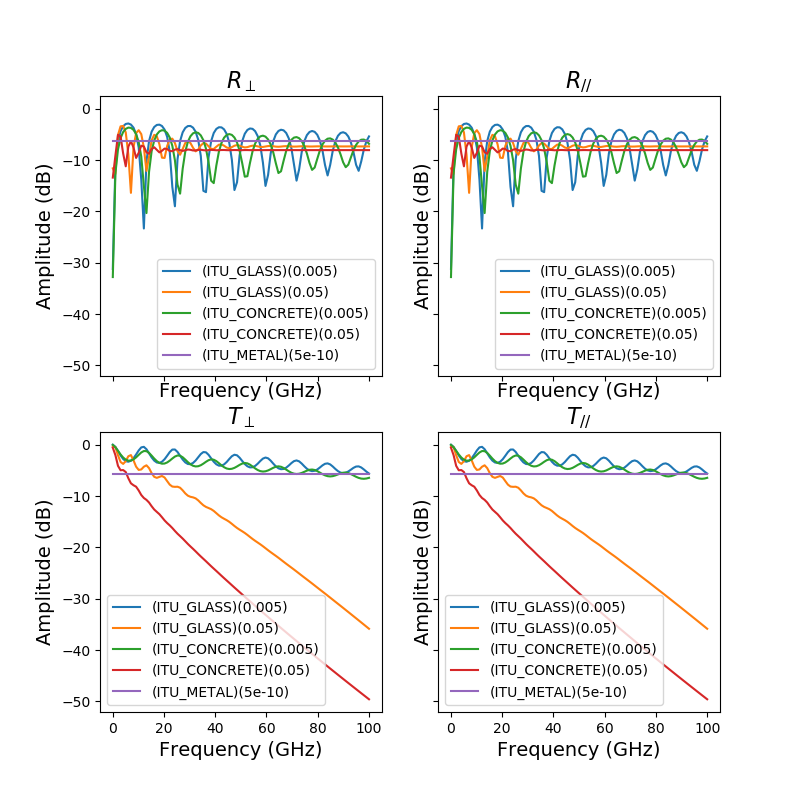 R⊥
R//
0
−10
−20
−30
−40
−50
Amplitude (dB)
(ITU_GLASS)(0.005)
(ITU_GLASS)(0.05)
(ITU_CONCRETE)(0.005)
(ITU_CONCRETE)(0.05)
(ITU_METAL)(5e-10)
Frequency (GHz)
Amplitude (dB)
(ITU_GLASS)(0.005)
(ITU_GLASS)(0.05)
(ITU_CONCRETE)(0.005)
(ITU_CONCRETE)(0.05)
(ITU_METAL)(5e-10)
Frequency (GHz)
T⊥
T//
0
−10
−20
−30
−40
−50
Amplitude (dB)
(ITU_GLASS)(0.005)
(ITU_GLASS)(0.05)
(ITU_CONCRETE)(0.005)
(ITU_CONCRETE)(0.05)
(ITU_METAL)(5e-10)
0 20 40 60 80 100
Frequency (GHz)
Amplitude (dB)
(ITU_GLASS)(0.005)
(ITU_GLASS)(0.05)
(ITU_CONCRETE)(0.005)
(ITU_CONCRETE)(0.05)
(ITU_METAL)(5e-10)
0 20 40 60 80 100
Frequency (GHz)